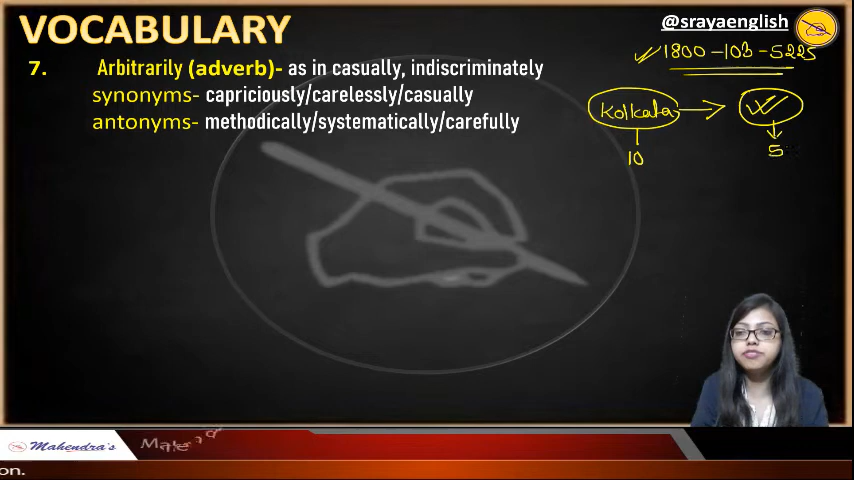 VOCABULARY
@srayaenglish
1800-103-5225
7. Arbitrarily (adverb)- as in casually, indiscriminately
synonyms- capriciously/carelessly/casually
antonyms- methodically/systematically/carefully
Kolkata
10
5
Mahendra's
on.